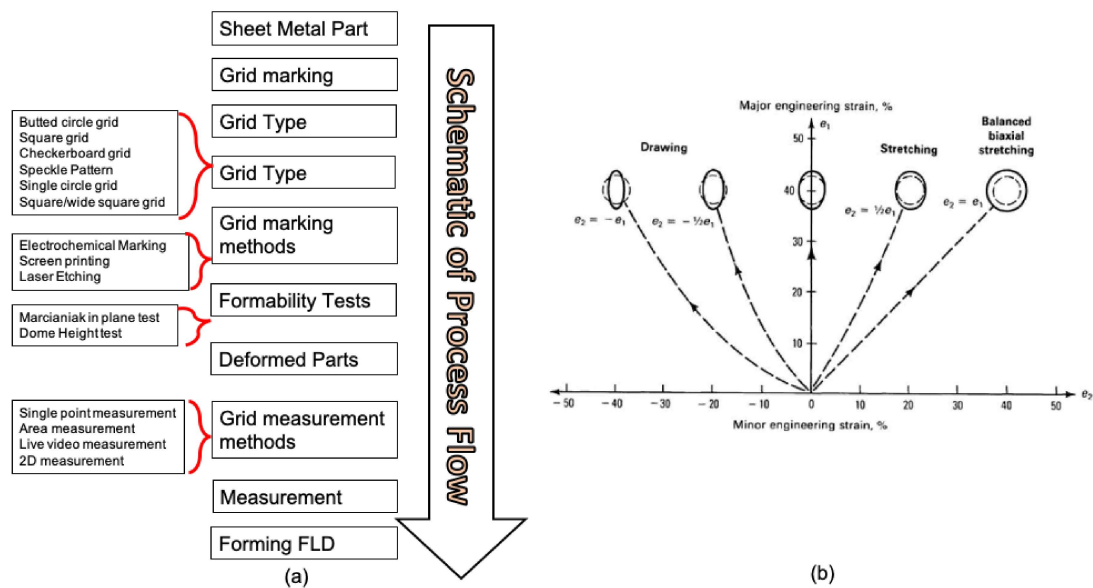 Sheet Metal Part
Grid marking
Grid Type
Grid Type
Grid marking
methods
Formability Tests
Deformed Parts
Grid measurement
methods
Measurement
Forming FLD
Butted circle grid
Square grid
Checkerboard grid
Speckle Pattern
Single circle grid
Square/wide square grid
Electrochemical Marking
Screen printing
Laser Etching
Marcianiak in plane test
Dome Height test
Single point measurement
Area measurement
Live video measurement
2D measurement
Schematic of Process Flow
(a)
Major engineering strain, %
e₁
Drawing
Stretching
Balanced
biaxial
stretching
e₂ = −e₁
e₂ = −½e₁
e₂ = ½e₁
e₂ = e₁
50
40
30
20
10
−50 −40 −30 −20 −10 0 10 20 30 40 50 e₂
Minor engineering strain, %
(b)